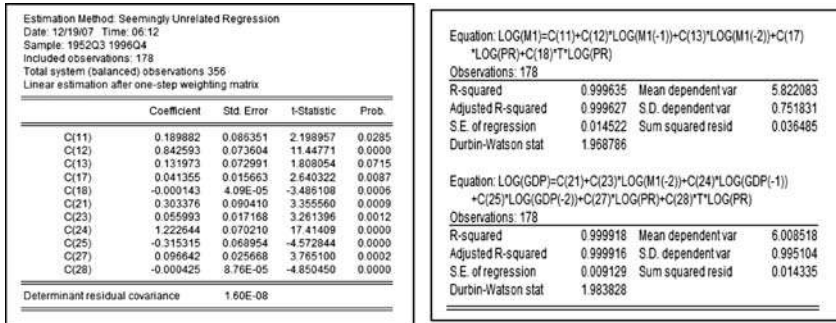 Estimation Method: Seemingly Unrelated Regression
Date: 12/19/07 Time: 06:12
Sample: 1952Q3 1996Q4
Included observations: 178
Total system (balanced) observations 356
Linear estimation after one-step weighting matrix
Coefficient Std. Error t-Statistic Prob.
C(11) 0.189882 0.086351 2.198957 0.0285
C(12) 0.842593 0.073604 11.44771 0.0000
C(13) 0.131973 0.072991 1.808054 0.0715
C(17) 0.041355 0.015663 2.640322 0.0087
C(18) -0.000143 4.09E-05 -3.486108 0.0006
C(21) 0.303376 0.090410 3.355560 0.0009
C(23) 0.055993 0.017168 3.261396 0.0012
C(24) 1.222644 0.070210 17.41409 0.0000
C(25) -0.315315 0.068954 -4.572844 0.0000
C(27) 0.096642 0.025668 3.765100 0.0002
C(28) -0.000425 8.76E-05 -4.850450 0.0000
Determinant residual covariance 1.60E-08
Equation: LOG(M1)=C(11)+C(12)*LOG(M1(-1))+C(13)*LOG(M1(-2))+C(17)
*LOG(PR)+C(18)*T*LOG(PR)
Observations: 178
R-squared 0.999635 Mean dependent var 5.822083
Adjusted R-squared 0.999627 S.D. dependent var 0.751831
S.E. of regression 0.014522 Sum squared resid 0.036485
Durbin-Watson stat 1.968786
Equation: LOG(GDP)=C(21)+C(23)*LOG(M1(-2))+C(24)*LOG(GDP(-1))
+C(25)*LOG(GDP(-2))+C(27)*LOG(PR)+C(28)*T*LOG(PR)
Observations: 178
R-squared 0.999918 Mean dependent var 6.008518
Adjusted R-squared 0.999916 S.D. dependent var 0.995104
S.E. of regression 0.009129 Sum squared resid 0.014335
Durbin-Watson stat 1.983828